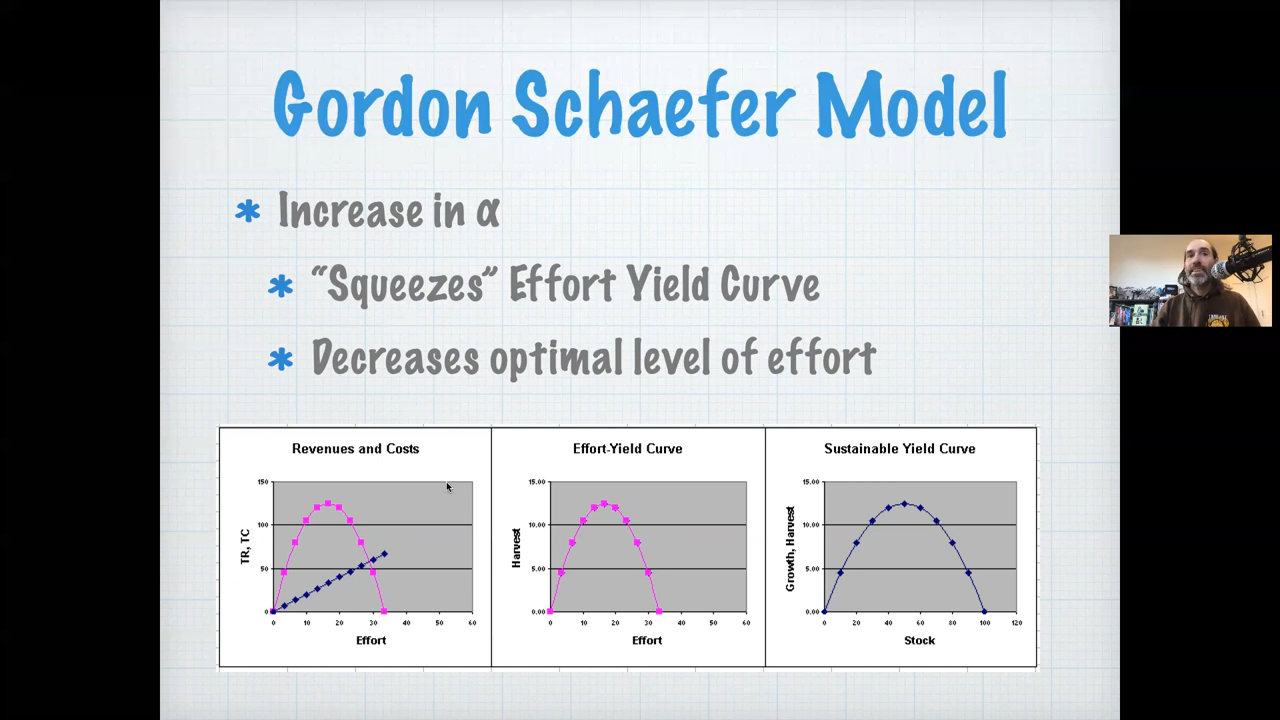 Gordon Schaefer Model
* Increase in α
* “Squeezes” Effort Yield Curve
* Decreases optimal level of effort
Revenues and Costs
150
100
50
0
TR, TC
0 10 20 30 40 50 60
Effort
Effort-Yield Curve
15.00
10.00
5.00
0.00
Harvest
0 10 20 30 40 50 60
Effort
Sustainable Yield Curve
15.00
10.00
5.00
0.00
Growth, Harvest
0 20 40 60 80 100 120
Stock